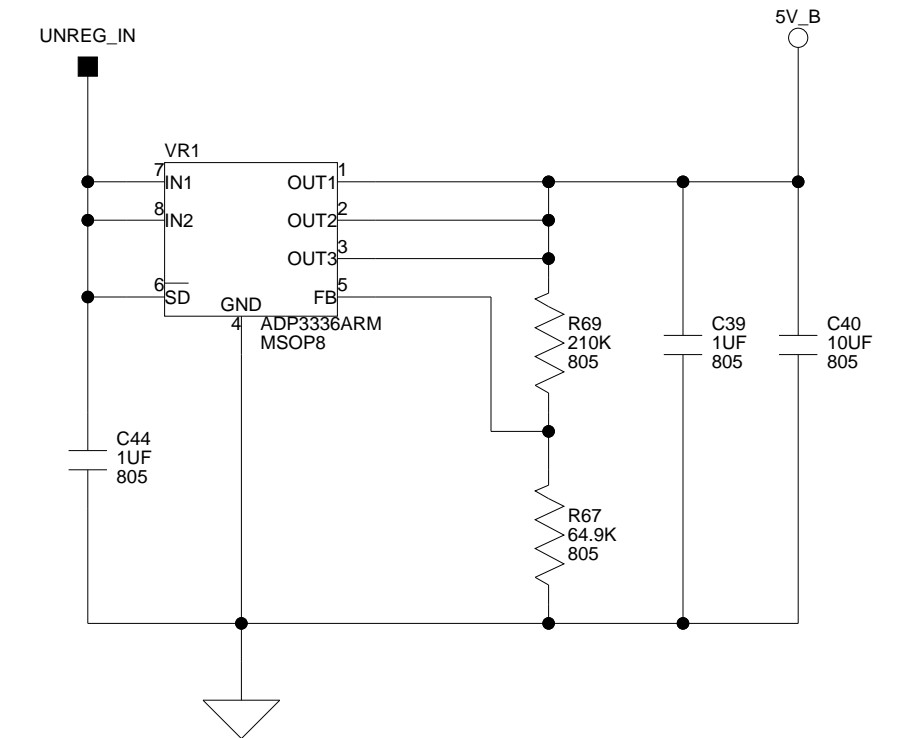 5V_B
UNREG_IN
VR1
7
IN1
OUT1
1
8
IN2
OUT2
2
OUT3
3
6
SD
FB
5
GND
4
ADP3336ARM
MSOP8
R69
210K
805
C39
1UF
805
C40
10UF
805
C44
1UF
805
R67
64.9K
805